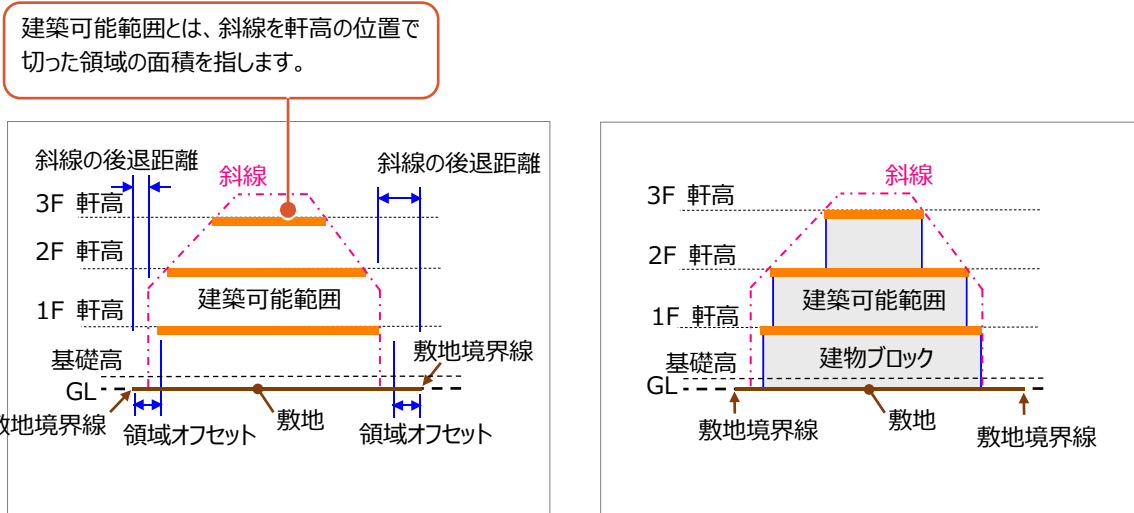 建築可能範囲とは、斜線を軒高の位置で
切った領域の面積を指します。
斜線の後退距離
斜線
斜線の後退距離
3F 軒高
2F 軒高
建築可能範囲
1F 軒高
敷地境界線
基礎高
GL
敷地境界線
領域オフセット
敷地
領域オフセット
斜線
3F 軒高
2F 軒高
建築可能範囲
1F 軒高
建物ブロック
基礎高
GL
敷地境界線
敷地
敷地境界線